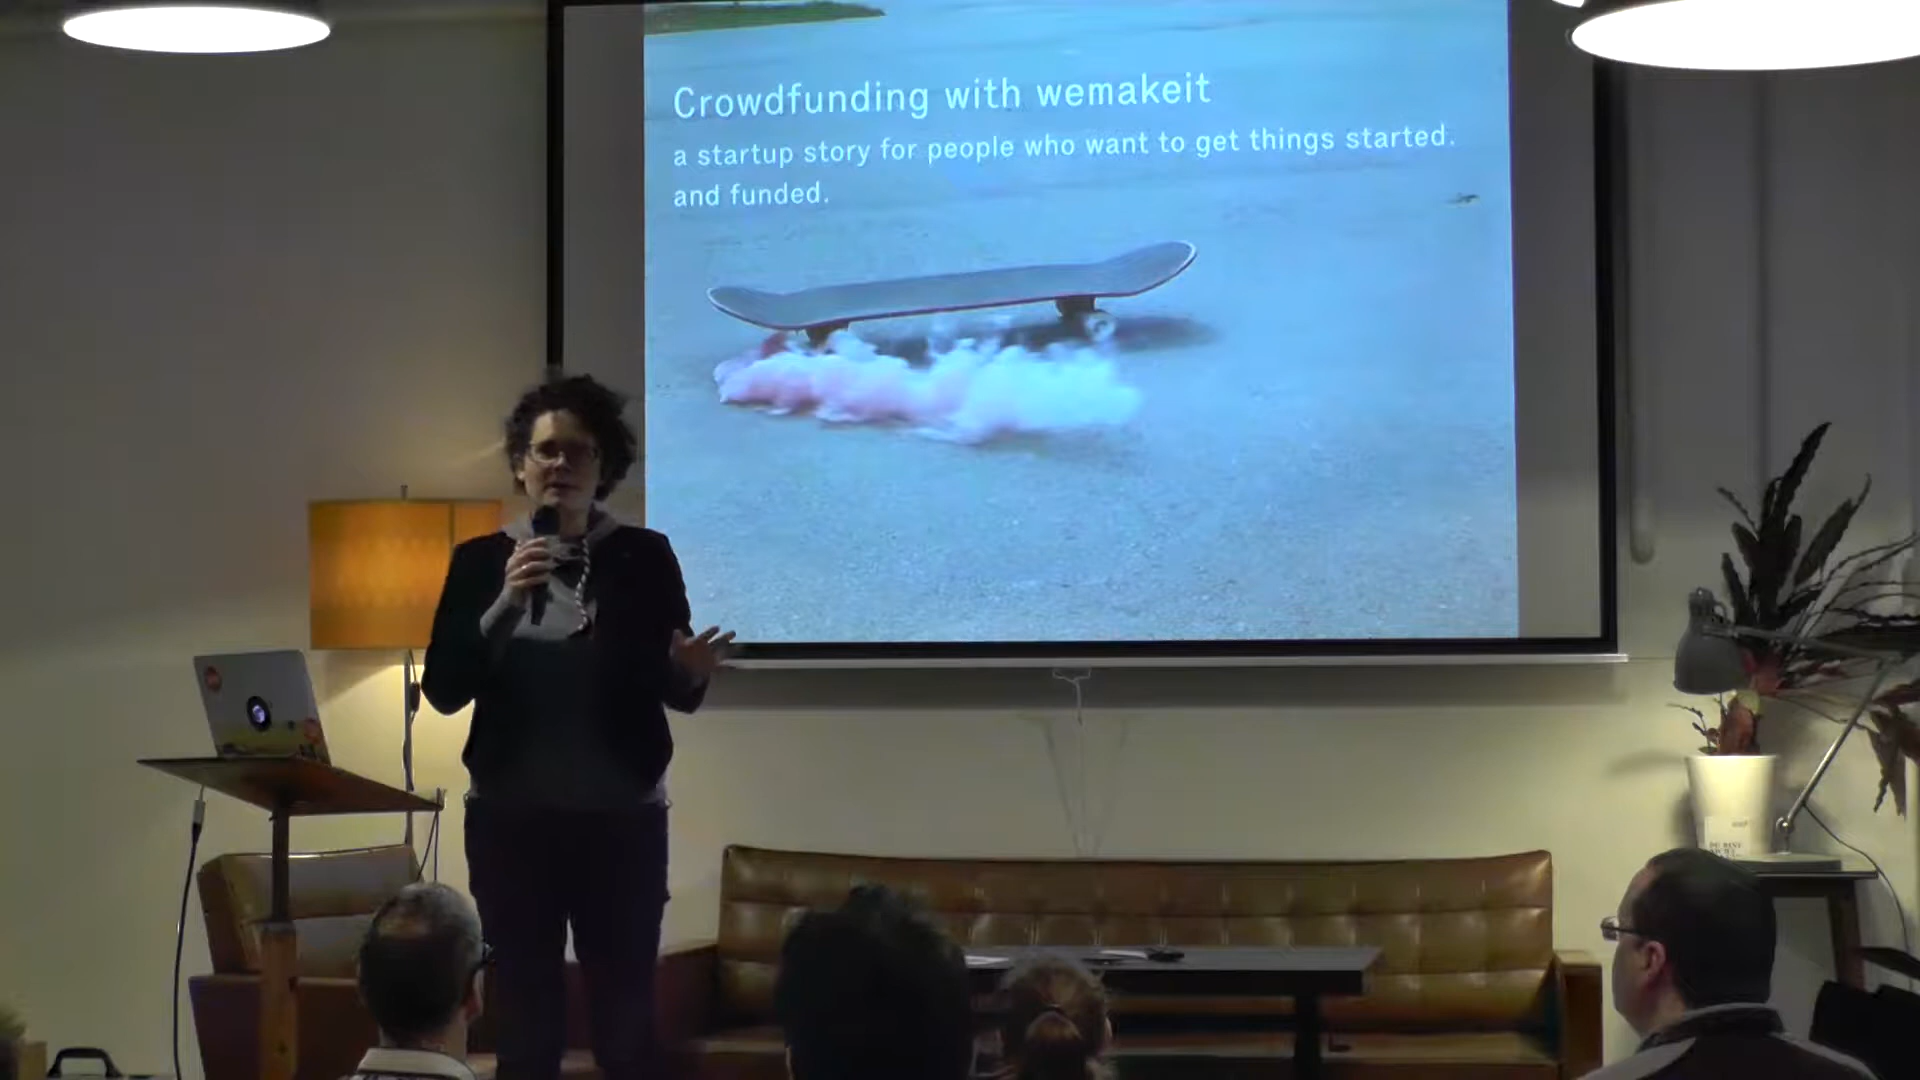 Crowdfunding with wemakeit
a startup story for people who want to get things started.
and funded.